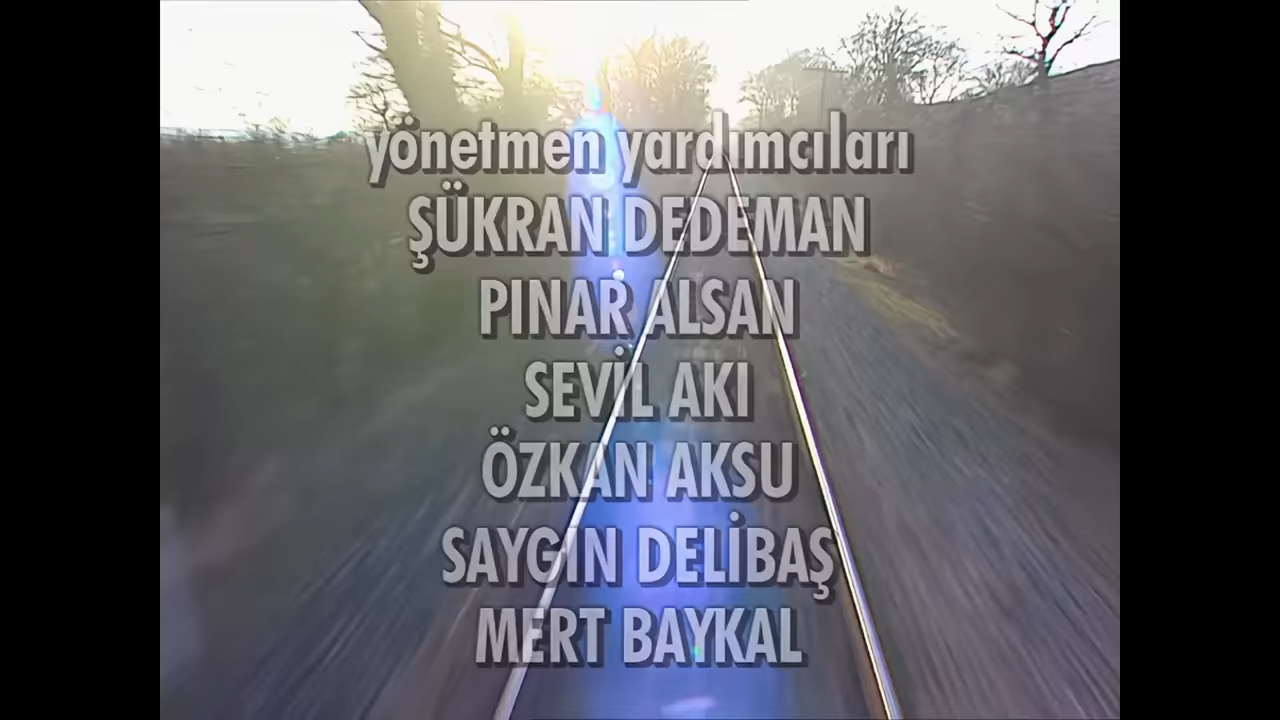 yönetmen yardımcıları
ŞÜKRAN DEDEMAN
PINAR ALSAN
SEVİL AKI
ÖZKAN AKSU
SAYGIN DELİBAŞ
MERT BAYKAL